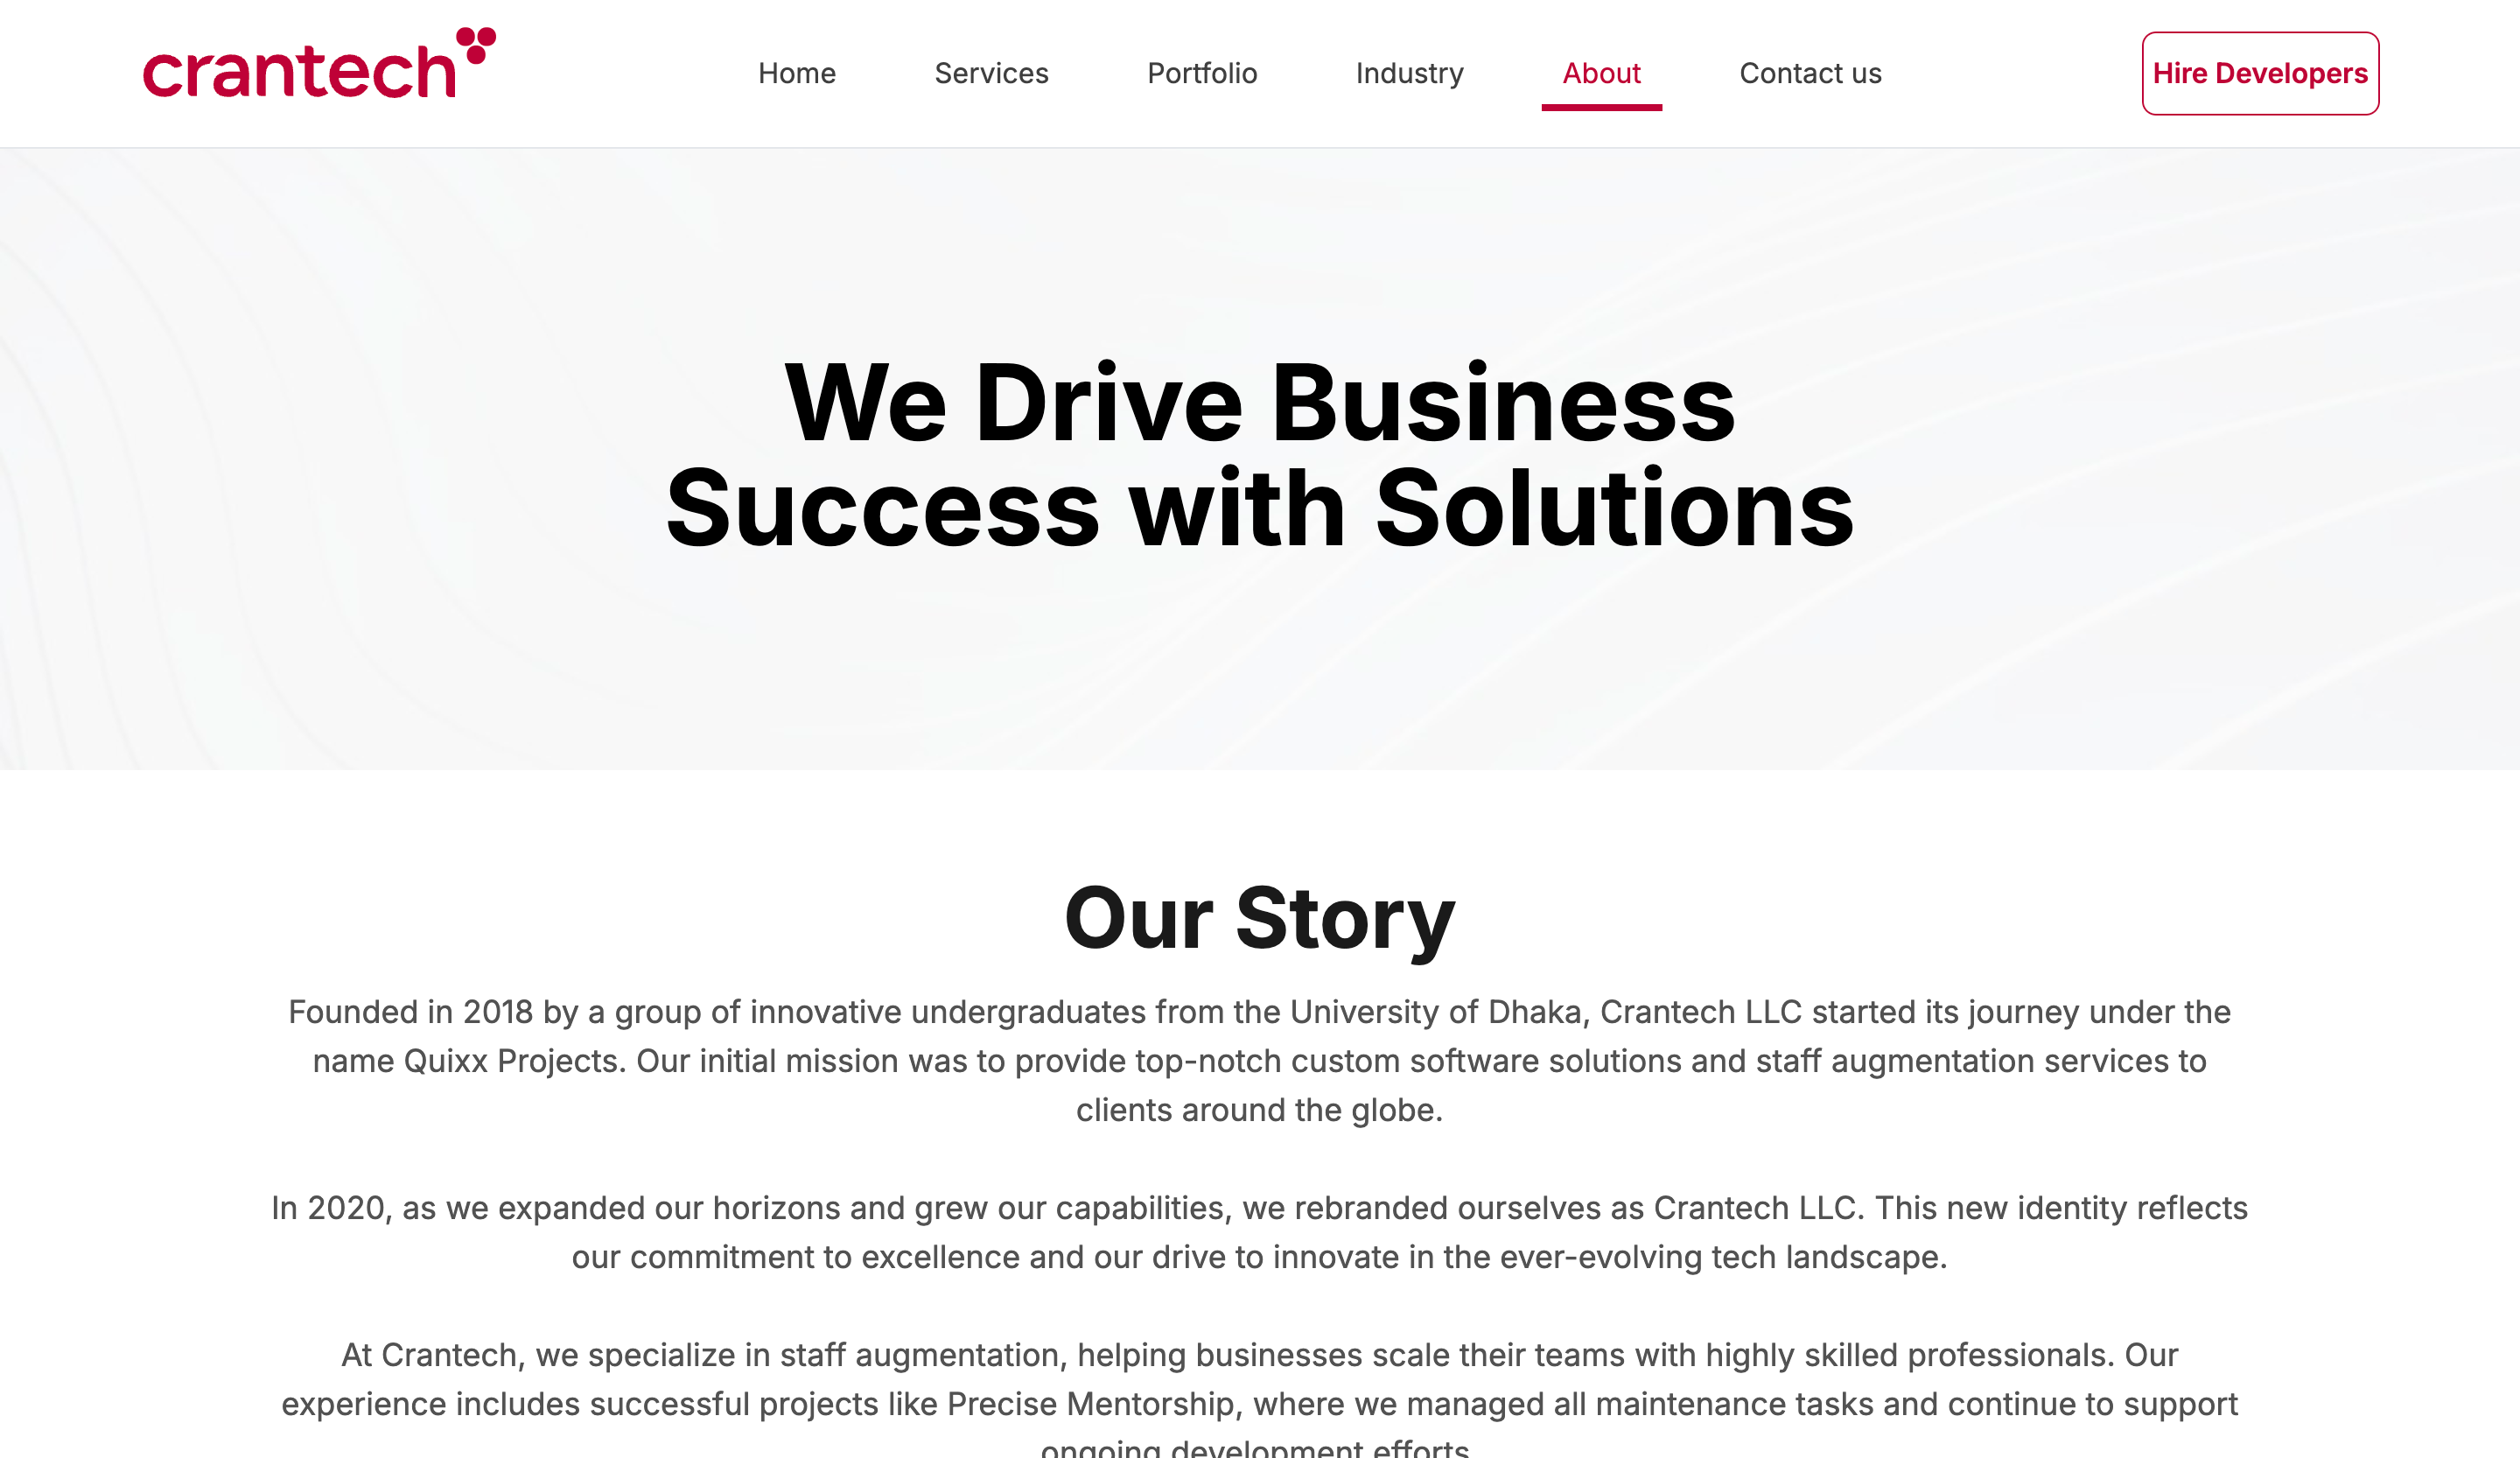 crantech
Home
Services
Portfolio
Industry
About
Contact us
Hire Developers
We Drive Business
Success with Solutions
Our Story
Founded in 2018 by a group of innovative undergraduates from the University of Dhaka, Crantech LLC started its journey under the
name Quixx Projects. Our initial mission was to provide top-notch custom software solutions and staff augmentation services to
clients around the globe.
In 2020, as we expanded our horizons and grew our capabilities, we rebranded ourselves as Crantech LLC. This new identity reflects
our commitment to excellence and our drive to innovate in the ever-evolving tech landscape.
At Crantech, we specialize in staff augmentation, helping businesses scale their teams with highly skilled professionals. Our
experience includes successful projects like Precise Mentorship, where we managed all maintenance tasks and continue to support
ongoing development efforts